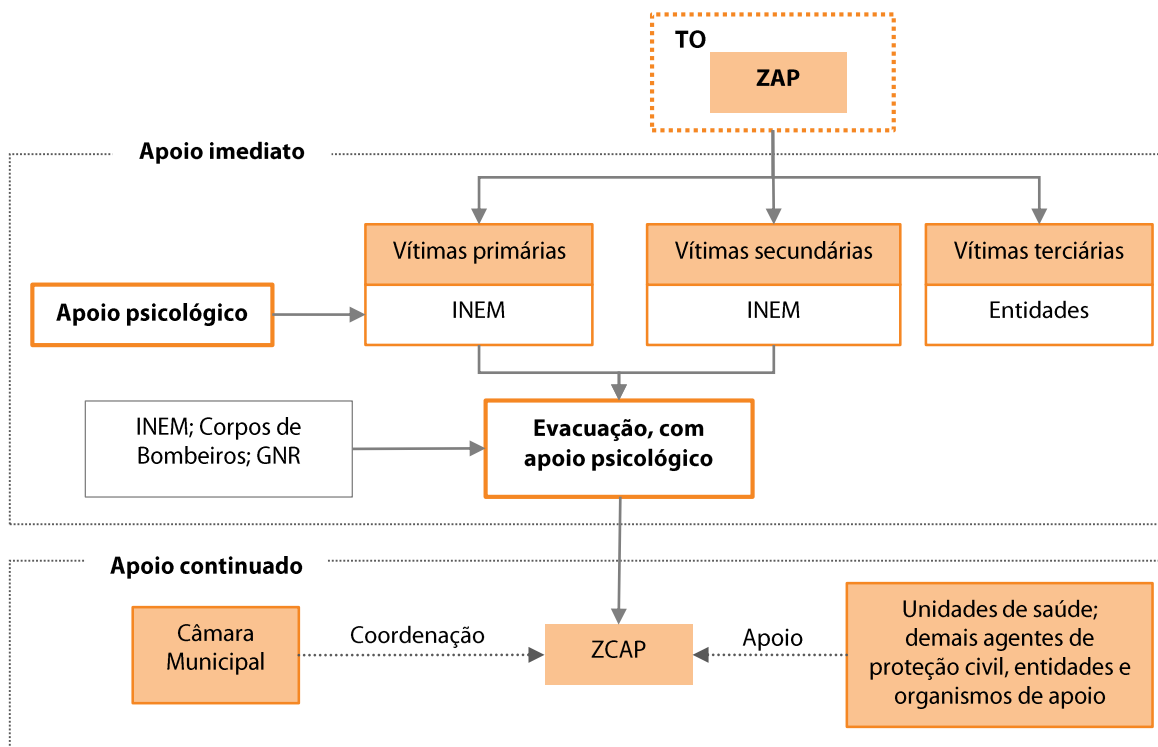 TO
ZAP
Apoio imediato
Vítimas primárias
Vítimas secundárias
Vítimas terciárias
INEM
INEM
Entidades
Apoio psicológico
INEM; Corpos de
Bombeiros; GNR
Evacuação, com
apoio psicológico
Apoio continuado
Câmara
Municipal
Coordenação
ZCAP
Apoio
Unidades de saúde;
demais agentes de
proteção civil, entidades e
organismos de apoio